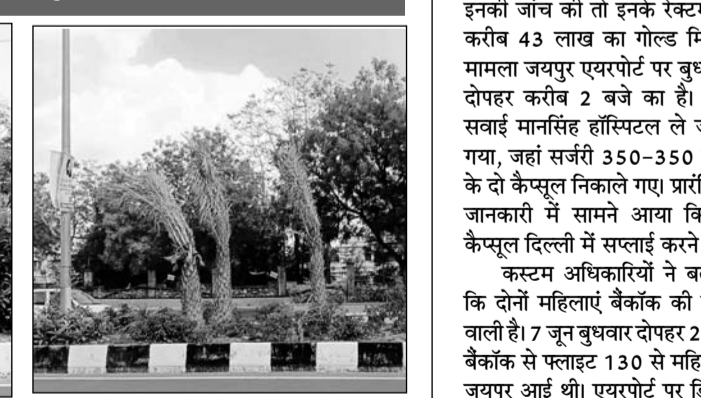 इनकी जांच की तो इनके
करीब 43 लाख का गोल्ड
मामला जयपुर एयरपोर्ट पर
दोपहर करीब 2 बजे का है।
सवाई मानसिंह हॉस्पिटल ले
गया, जहां सर्जरी 350-350
के दो कैप्सूल निकाले गए।
जानकारी में सामने आया
कैप्सूल दिल्ली में सप्लाई करने
कस्टम अधिकारियों ने
कि दोनों महिलाएं बैंकॉक की
वाली है। 7 जून बुधवार दोपहर 2
बैंकॉक से फ्लाइट 130 से
जयपुर आई थी। एयरपोर्ट पर